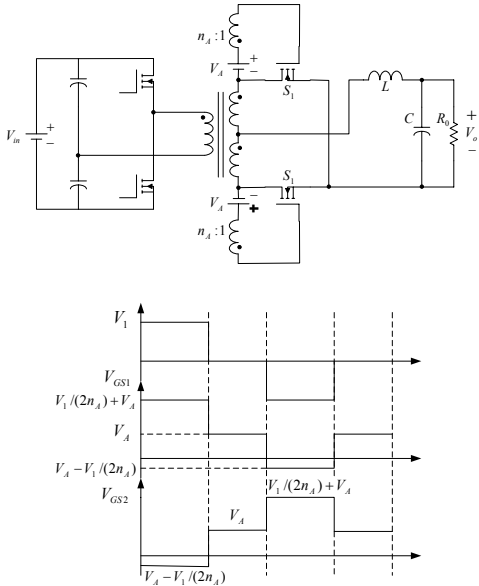 n_A:1
V_A + −
S_1
V_in + −
L
C
R_0
+ V_o −
S_1
V_A − +
n_A:1
V_1
V_GS1
V_1/(2n_A)+V_A
V_A
V_A−V_1/(2n_A)
V_1/(2n_A)+V_A
V_GS2
V_A
V_A−V_1/(2n_A)